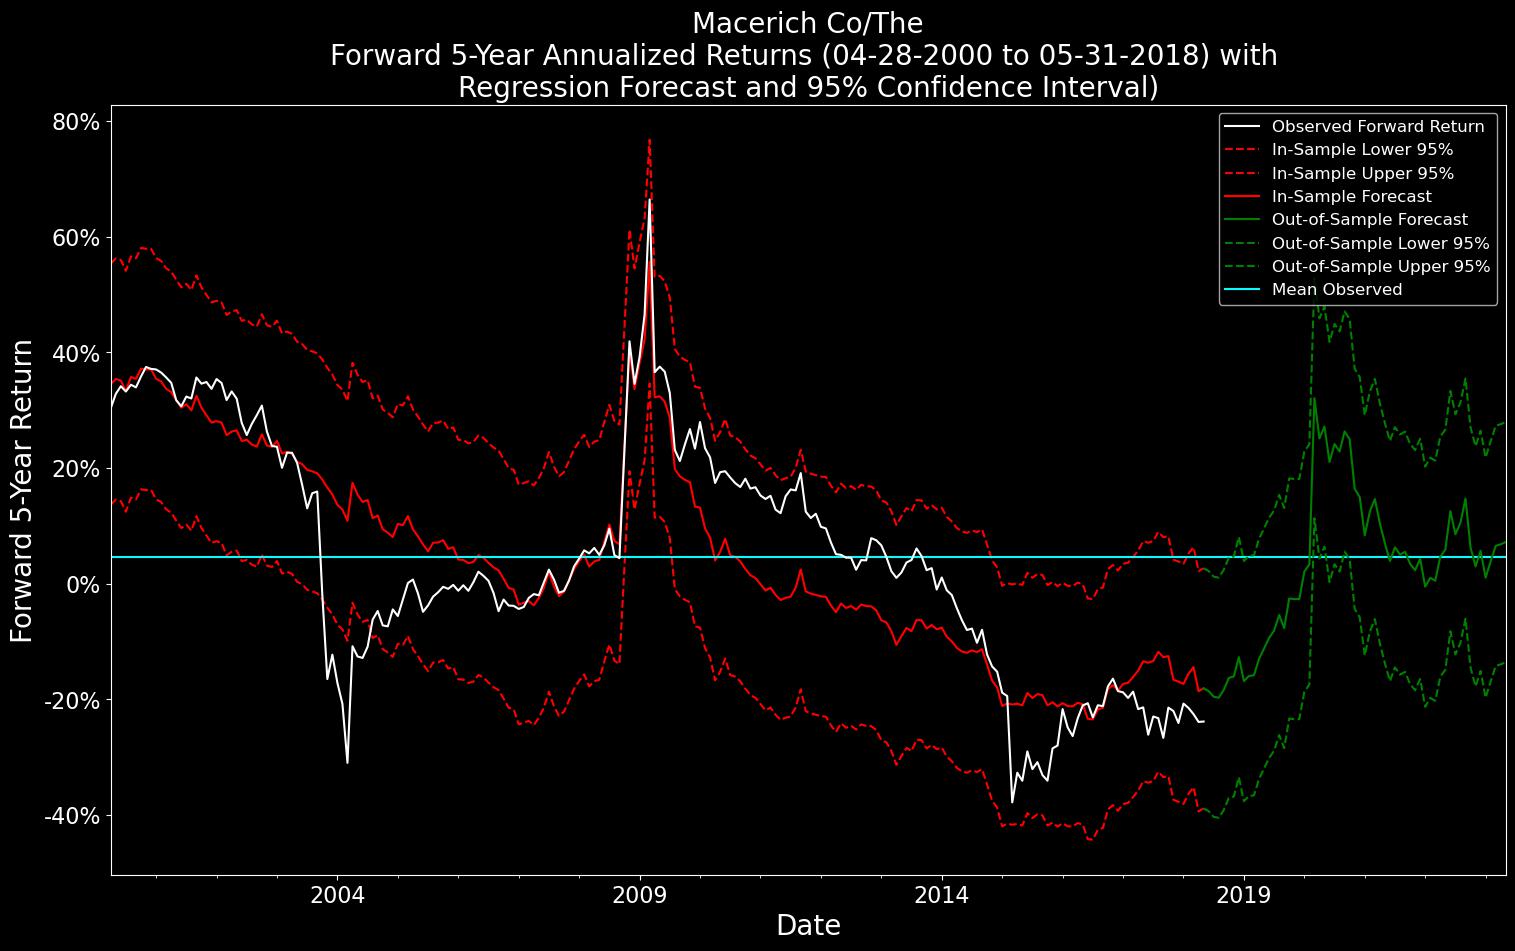 Macerich Co/The
Forward 5-Year Annualized Returns (04-28-2000 to 05-31-2018) with
Regression Forecast and 95% Confidence Interval)
Forward 5-Year Return
80%
60%
40%
20%
0%
-20%
-40%
Observed Forward Return
In-Sample Lower 95%
In-Sample Upper 95%
In-Sample Forecast
Out-of-Sample Forecast
Out-of-Sample Lower 95%
Out-of-Sample Upper 95%
Mean Observed
2004
2009
2014
2019
Date